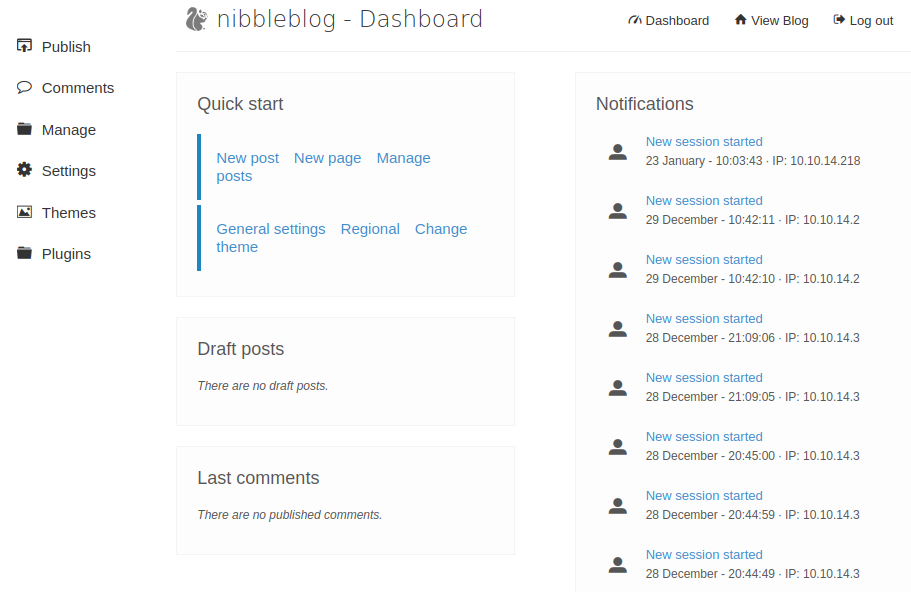 nibbleblog - Dashboard
Dashboard
View Blog
Log out
Publish
Comments
Manage
Settings
Themes
Plugins
Quick start
New post New page Manage
posts
General settings Regional Change
theme
Draft posts
There are no draft posts.
Last comments
There are no published comments.
Notifications
New session started
23 January - 10:03:43 · IP: 10.10.14.218
New session started
29 December - 10:42:11 · IP: 10.10.14.2
New session started
29 December - 10:42:10 · IP: 10.10.14.2
New session started
28 December - 21:09:06 · IP: 10.10.14.3
New session started
28 December - 21:09:05 · IP: 10.10.14.3
New session started
28 December - 20:45:00 · IP: 10.10.14.3
New session started
28 December - 20:44:59 · IP: 10.10.14.3
New session started
28 December - 20:44:49 · IP: 10.10.14.3